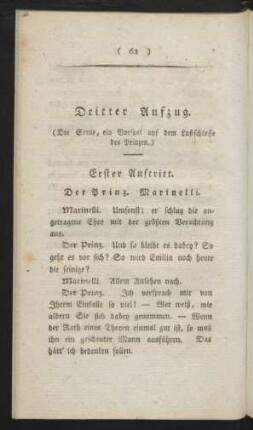 ( 62 )
Dritter Aufzug.
(Die Scene, ein Vorsaal auf dem Lustschlosse
des Prinzen.)
Erster Auftritt.
Der Prinz. Marinelli.
Marinelli. Umsonst; er schlug die an-
getragene Ehre mit der größten Verachtung
aus.
Der Prinz. Und so bleibt es dabey? So
geht es vor sich? So wird Emilia noch heute
die seinige?
Marinelli. Allem Ansehen nach.
Der Prinz. Ich versprach mir von
Ihrem Einfalle so viel! — Wer weiß, wie
albern Sie sich dabey genommen. — Wenn
der Rath eines Thoren einmal gut ist, so muß
ihn ein gescheuter Mann ausführen. Das
hätt' ich bedenken sollen.